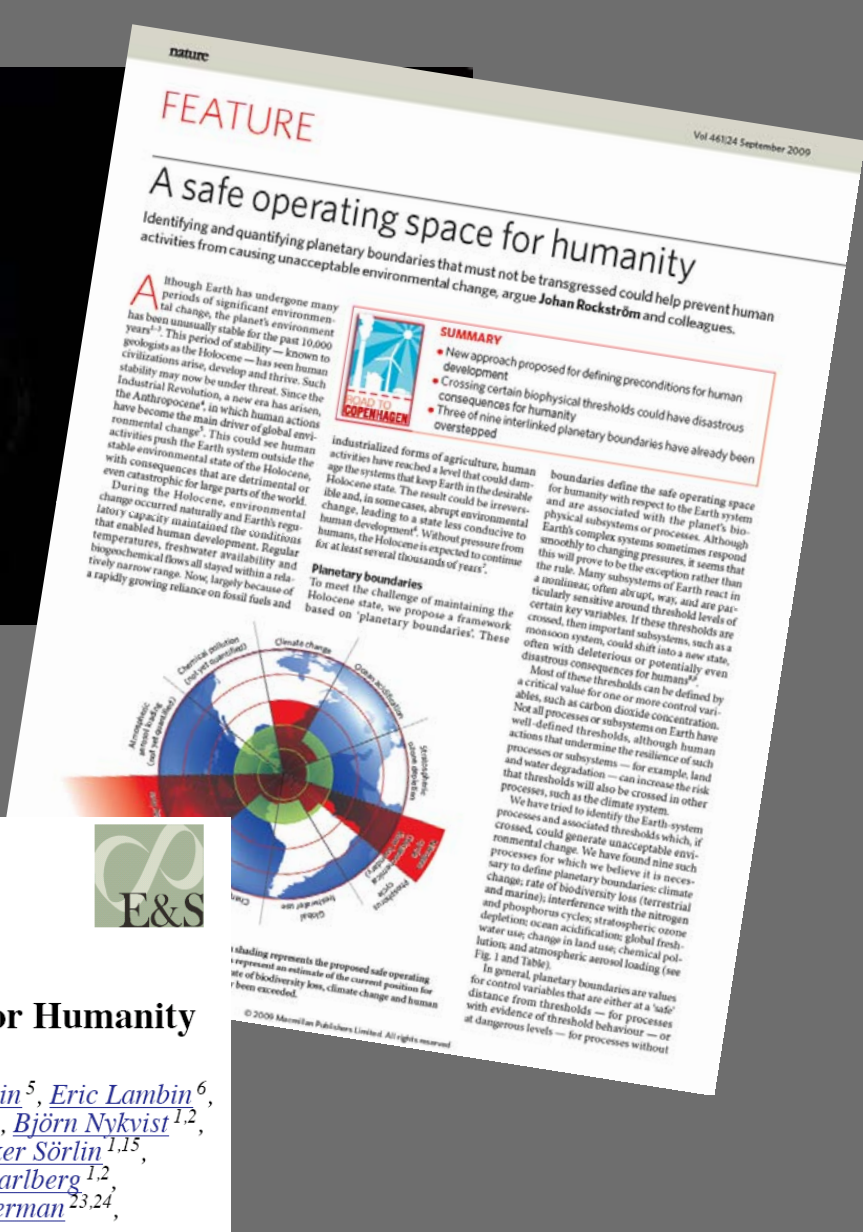 nature
FEATURE
Vol 461|24 September 2009
A safe operating space for humanity
Identifying and quantifying planetary boundaries that must not be transgressed could help prevent human
activities from causing unacceptable environmental change, argue Johan Rockström and colleagues.
Although Earth has undergone many
periods of significant environmen-
tal change, the planet's environment
has been unusually stable for the past 10,000
years¹⁻³. This period of stability — known to
geologists as the Holocene — has seen human
civilizations arise, develop and thrive. Such
stability may now be under threat. Since the
Industrial Revolution, a new era has arisen,
the Anthropocene⁴, in which human actions
have become the main driver of global envi-
ronmental change⁵. This could see human
activities push the Earth system outside the
stable environmental state of the Holocene,
with consequences that are detrimental or
even catastrophic for large parts of the world.
During the Holocene, environmental
change occurred naturally and Earth's regu-
latory capacity maintained the conditions
that enabled human development. Regular
temperatures, freshwater availability and
biogeochemical flows all stayed within a rela-
tively narrow range. Now, largely because of
a rapidly growing reliance on fossil fuels and
ROAD TO
COPENHAGEN
SUMMARY
• New approach proposed for defining preconditions for human
development
• Crossing certain biophysical thresholds could have disastrous
consequences for humanity
• Three of nine interlinked planetary boundaries have already been
overstepped
industrialized forms of agriculture, human
activities have reached a level that could dam-
age the systems that keep Earth in the desirable
Holocene state. The result could be irrevers-
ible and, in some cases, abrupt environmental
change, leading to a state less conducive to
human development⁶. Without pressure from
humans, the Holocene is expected to continue
for at least several thousands of years⁷.
Planetary boundaries
To meet the challenge of maintaining the
Holocene state, we propose a framework
based on 'planetary boundaries'. These
boundaries define the safe operating space
for humanity with respect to the Earth system
and are associated with the planet's bio-
physical subsystems or processes. Although
Earth's complex systems sometimes respond
smoothly to changing pressures, it seems that
this will prove to be the exception rather than
the rule. Many subsystems of Earth react in
a nonlinear, often abrupt, way, and are par-
ticularly sensitive around threshold levels of
certain key variables. If these thresholds are
crossed, then important subsystems, such as a
monsoon system, could shift into a new state,
often with deleterious or potentially even
disastrous consequences for humans⁸,⁹.
Most of these thresholds can be defined by
a critical value for one or more control vari-
ables, such as carbon dioxide concentration.
Not all processes or subsystems on Earth have
well-defined thresholds, although human
actions that undermine the resilience of such
processes or subsystems — for example, land
and water degradation — can increase the risk
that thresholds will also be crossed in other
processes, such as the climate system.
We have tried to identify the Earth-system
processes and associated thresholds which, if
crossed, could generate unacceptable envi-
ronmental change. We have found nine such
processes for which we believe it is neces-
sary to define planetary boundaries: climate
change; rate of biodiversity loss (terrestrial
and marine); interference with the nitrogen
and phosphorus cycles; stratospheric ozone
depletion; ocean acidification; global fresh-
water use; change in land use; chemical pol-
lution; and atmospheric aerosol loading (see
Fig. 1 and Table).
In general, planetary boundaries are values
for control variables that are either at a 'safe'
distance from thresholds — for processes
with evidence of threshold behaviour — or
at dangerous levels — for processes without
Climate change
Ocean acidification
Stratospheric
ozone depletion
Phosphorus
cycle
Global
freshwater use
Atmospheric
aerosol loading
(not yet quantified)
Chemical pollution
(not yet quantified)
shading represents the proposed safe operating
represent an estimate of the current position for
ate of biodiversity loss, climate change and human
been exceeded.
© 2009 Macmillan Publishers Limited. All rights reserved
E&S
or Humanity
in 5, Eric Lambin 6,
, Björn Nykvist 1,2,
ker Sörlin 1,15,
arlberg 1,2,
erman 23,24,